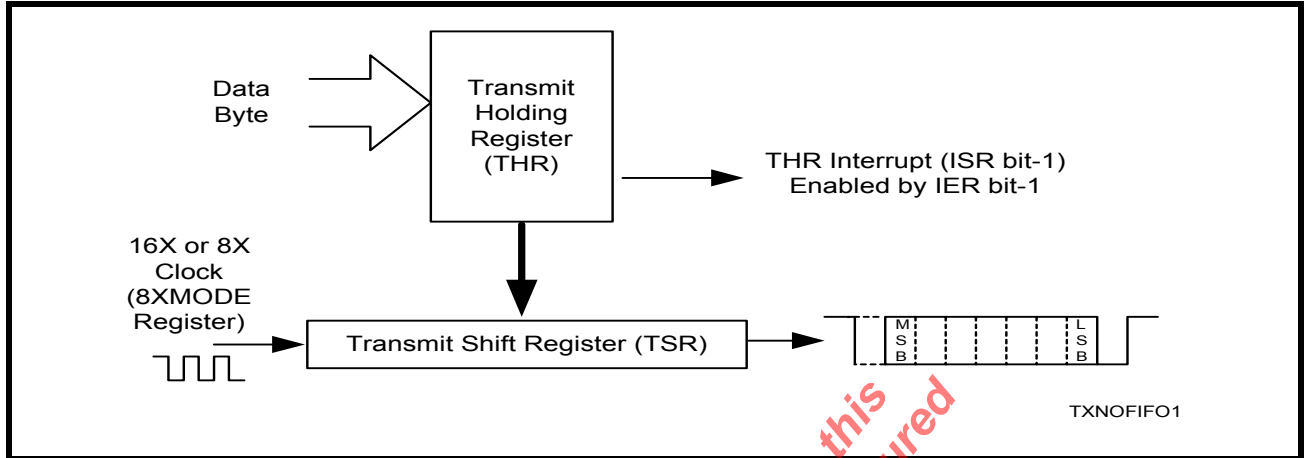 Data
Byte
Transmit
Holding
Register
(THR)
THR Interrupt (ISR bit-1)
Enabled by IER bit-1
16X or 8X
Clock
(8XMODE
Register)
Transmit Shift Register (TSR)
M
S
B
L
S
B
this
TXNOFIFO1